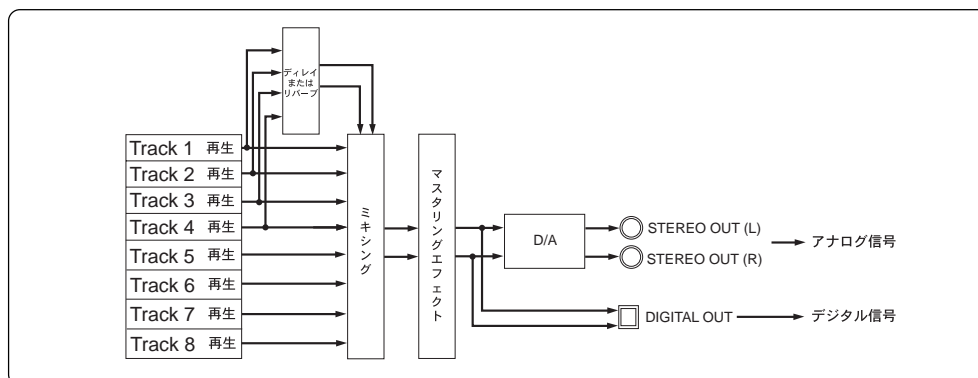 ディレイ
または
リバーブ
Track 1 再生
Track 2 再生
Track 3 再生
Track 4 再生
Track 5 再生
Track 6 再生
Track 7 再生
Track 8 再生
ミキシング
マスタリングエフェクト
D/A
STEREO OUT (L)
STEREO OUT (R)
アナログ信号
DIGITAL OUT
デジタル信号